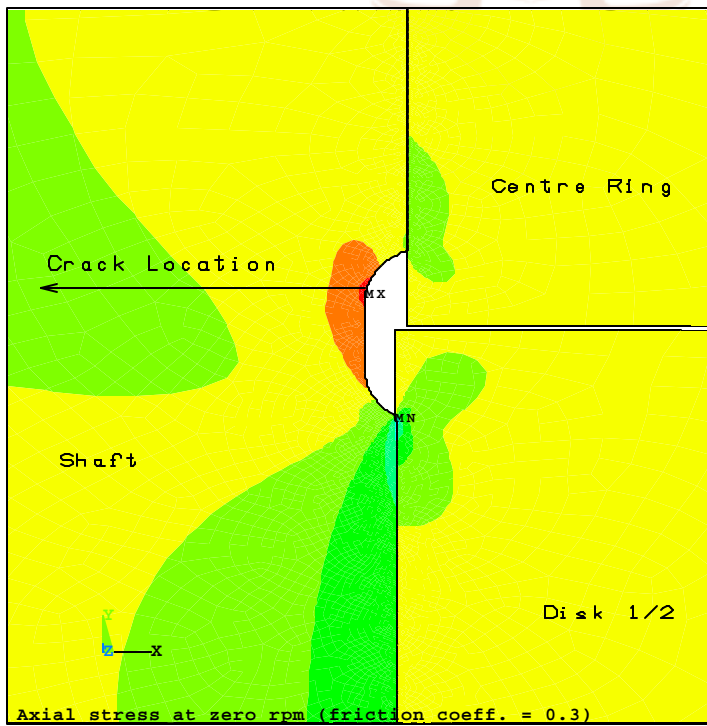 Centre Ring
Crack Location
MX
MN
Shaft
Disk 1/2
Y
Z X
Axial stress at zero rpm (friction coeff. = 0.3)